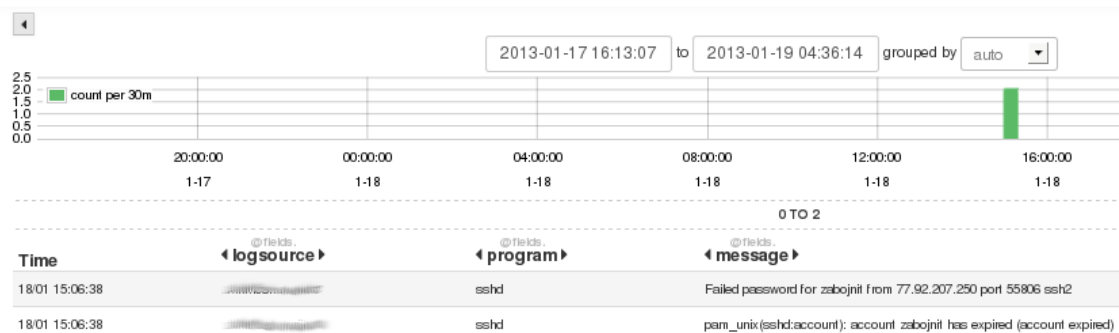 2013-01-17 16:13:07 to 2013-01-19 04:36:14 grouped by auto
2.5
2.0
1.5
1.0
0.5
0.0
count per 30m
20:00:00 00:00:00 04:00:00 08:00:00 12:00:00 16:00:00
1-17 1-18 1-18 1-18 1-18 1-18
0 TO 2
@fields. @fields. @fields.
Time logsource program message
18/01 15:06:38 sshd Failed password for zabojnit from 77.92.207.250 port 55806 ssh2
18/01 15:06:38 sshd pam_unix(sshd:account): account zabojnit has expired (account expired)